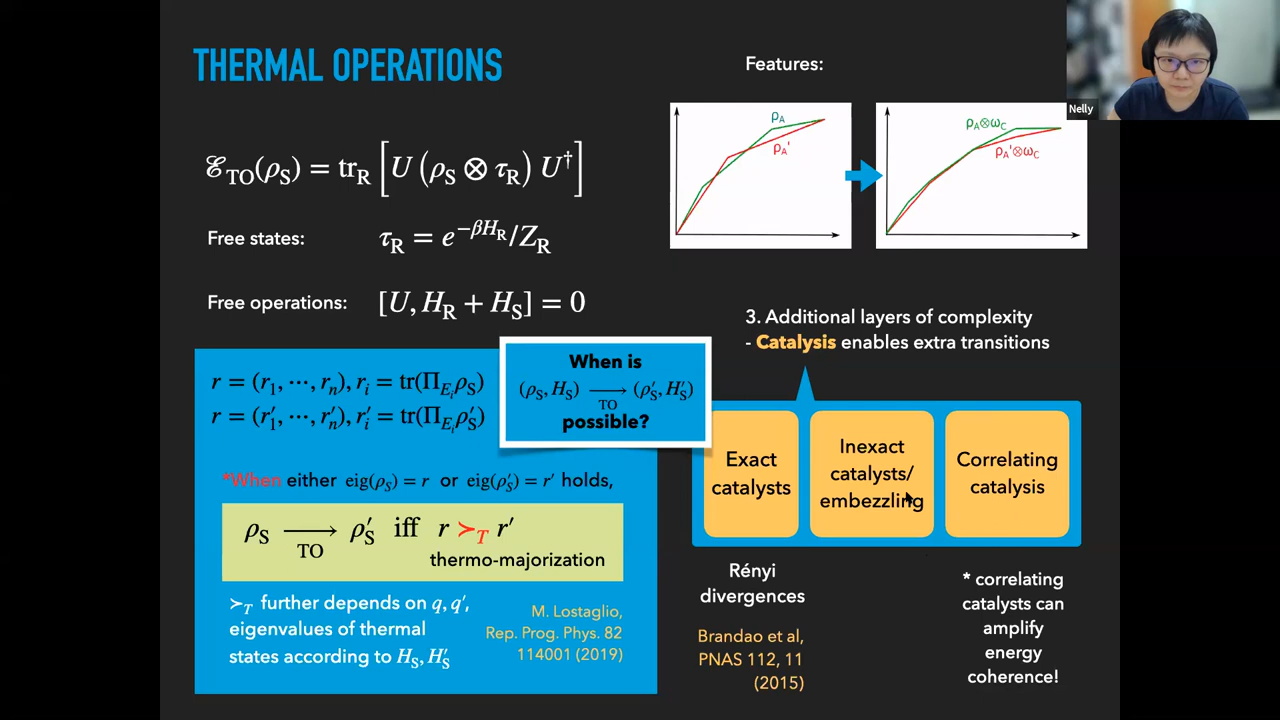 THERMAL OPERATIONS
ℰ_TO(ρ_S) = tr_R [U (ρ_S ⊗ τ_R) U†]
Free states: τ_R = e^{−βH_R}/Z_R
Free operations: [U, H_R + H_S] = 0
r = (r_1, ⋯, r_n), r_i = tr(Π_{E_i} ρ_S)
r = (r′_1, ⋯, r′_n), r′_i = tr(Π_{E_i} ρ′_S)
When is
(ρ_S, H_S) ⟶ (ρ′_S, H′_S)
TO
possible?
*When either eig(ρ_S) = r or eig(ρ′_S) = r′ holds,
ρ_S ⟶ ρ′_S iff r ≻_T r′
TO
thermo-majorization
≻_T further depends on q, q′,
eigenvalues of thermal
states according to H_S, H′_S
M. Lostaglio,
Rep. Prog. Phys. 82
114001 (2019)
Features:
ρ_A
ρ_A'
ρ_A⊗ω_C
ρ_A'⊗ω_C
3. Additional layers of complexity
- Catalysis enables extra transitions
Exact
catalysts
Inexact
catalysts/
embezzling
Correlating
catalysis
Rényi
divergences
Brandao et al,
PNAS 112, 11
(2015)
* correlating
catalysts can
amplify
energy
coherence!
Nelly